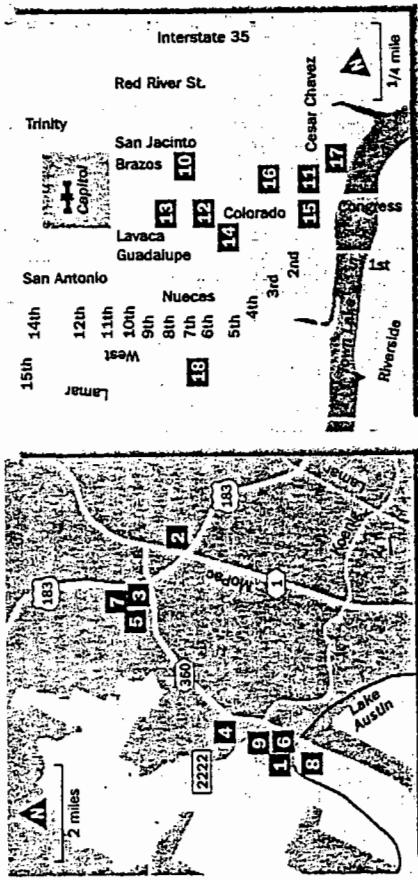 Interstate 35
Red River St.
Trinity
San Jacinto
Brazos
Capitol
Cesar Chavez
N
1/4 mile
10
16
11
17
13
12
Colorado
15
Congress
14
Lavaca
Guadalupe
San Antonio
Nueces
15th
14th
12th
11th
10th
9th
8th
7th
6th
5th
4th
3rd
2nd
1st
West
Lamar
18
Town Lake
Riverside
N
2 miles
183
7
5
3
2
183
MoPac
1
Koenig
Lamar
360
2222
4
9
1
6
8
Lake
Austin